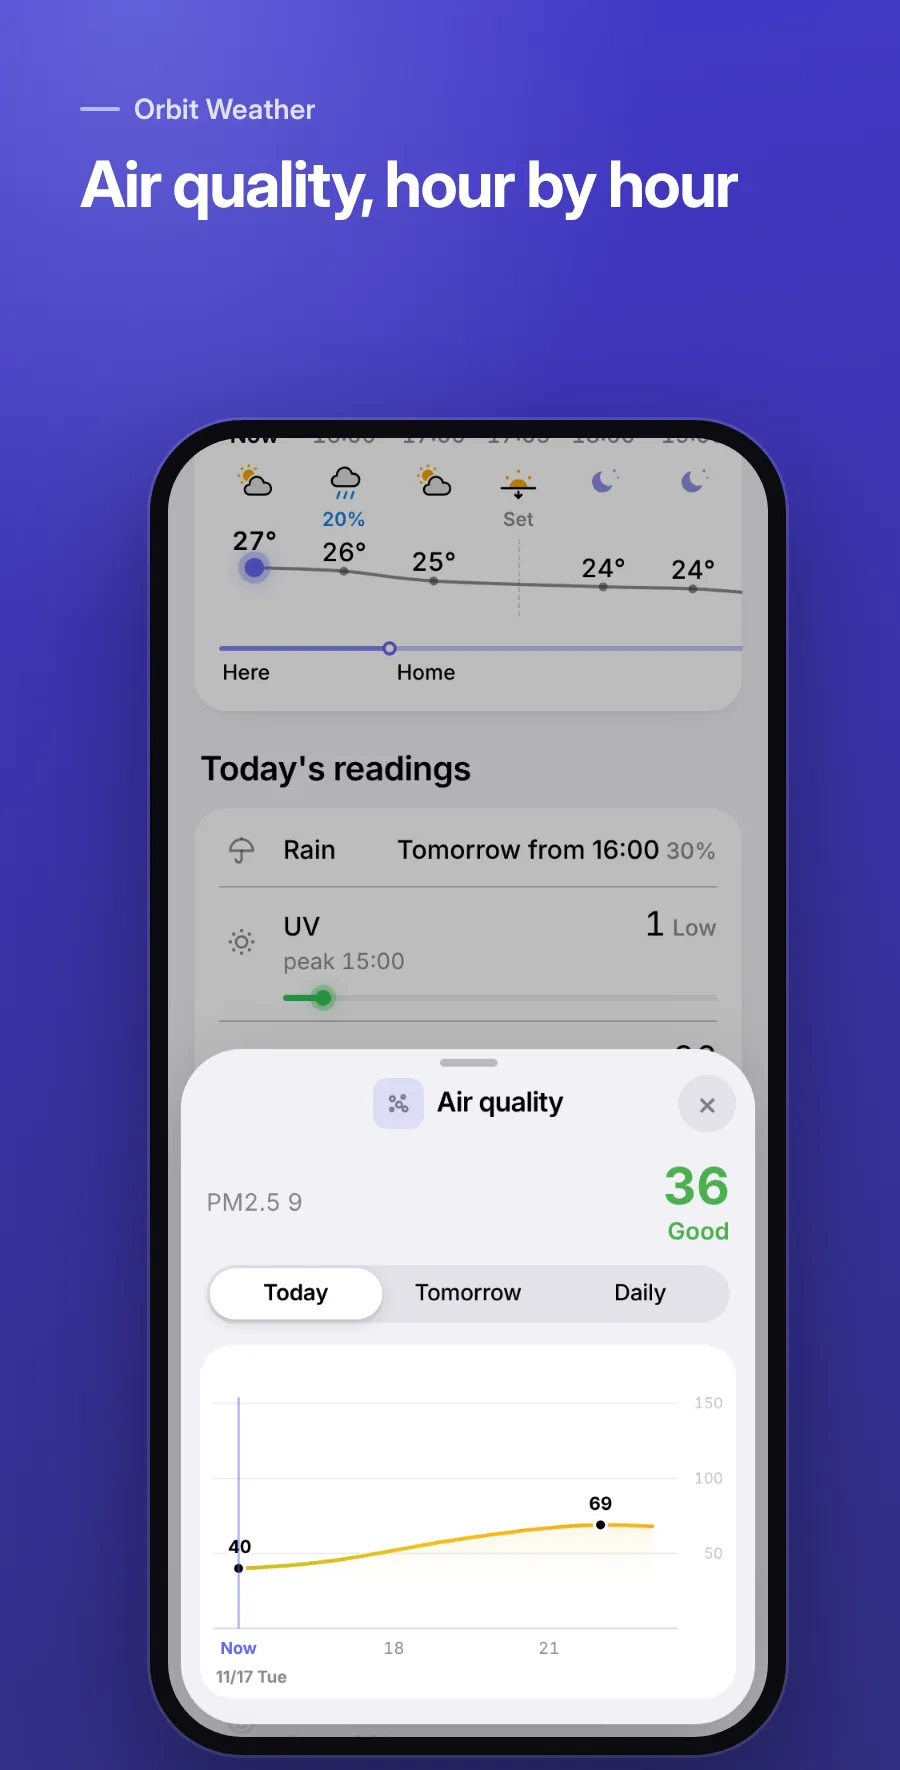 Orbit Weather
Air quality, hour by hour
Now
20%
Set
27° 26° 25° 24° 24°
Here Home
Today's readings
Rain Tomorrow from 16:00 30%
UV 1 Low
peak 15:00
Air quality
PM2.5 9
36
Good
Today Tomorrow Daily
150
100
69
40
50
Now 18 21
11/17 Tue